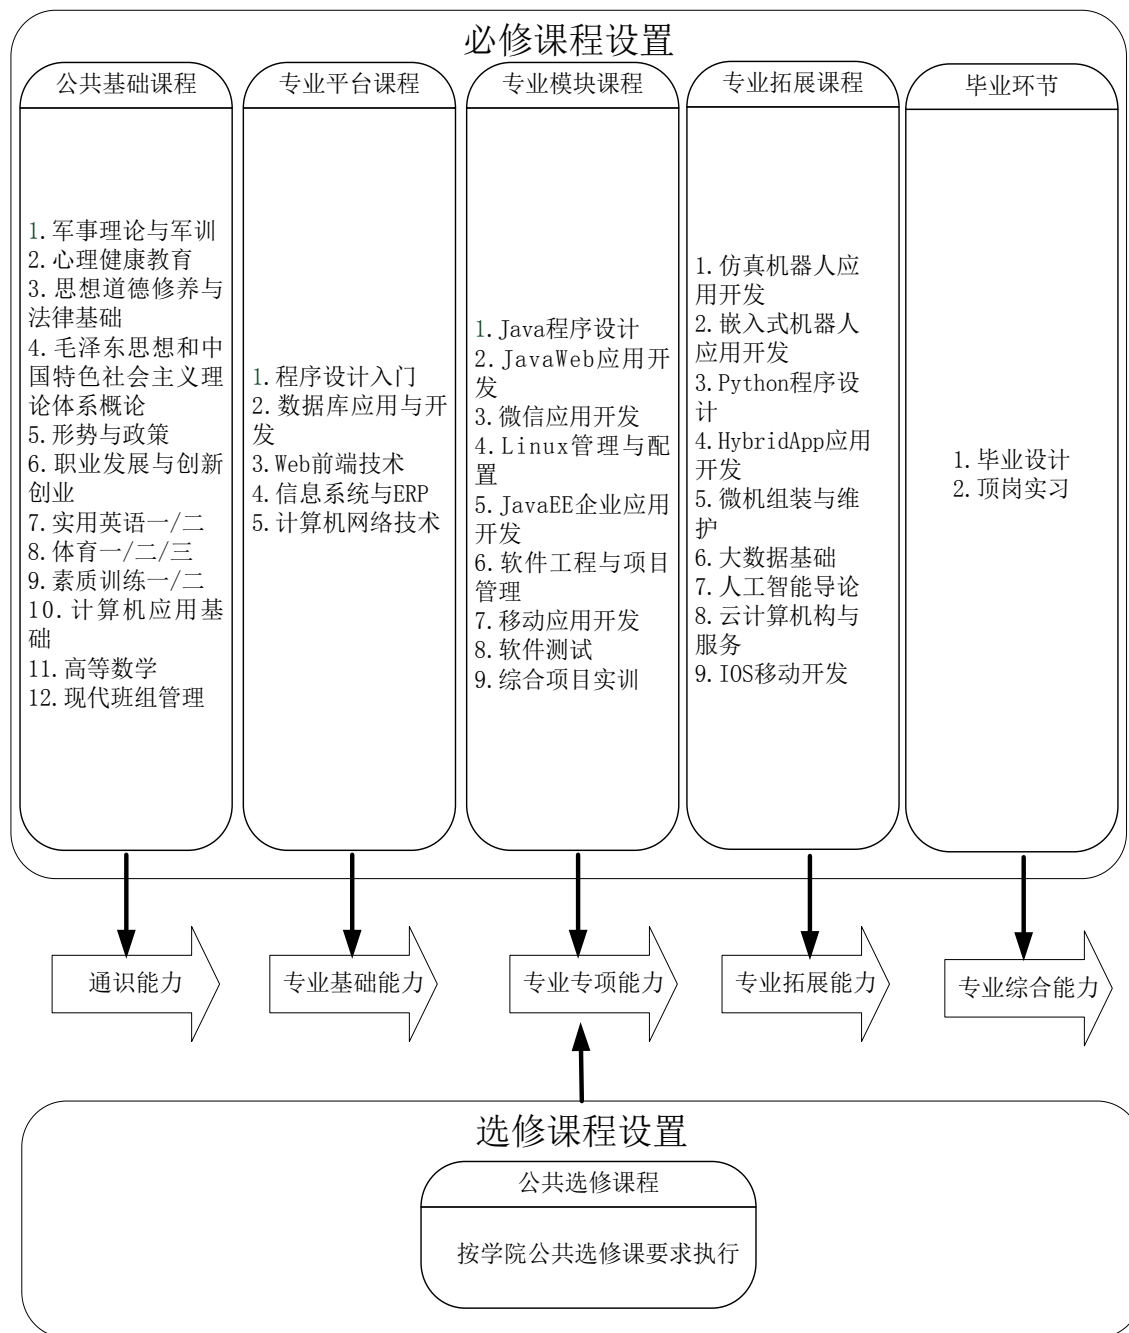 必修课程设置
公共基础课程
1.军事理论与军训
2.心理健康教育
3.思想道德修养与
法律基础
4.毛泽东思想和中
国特色社会主义理
论体系概论
5.形势与政策
6.职业发展与创新
创业
7.实用英语一/二
8.体育一/二/三
9.素质训练一/二
10.计算机应用基
础
11.高等数学
12.现代班组管理
专业平台课程
1.程序设计入门
2.数据库应用与开
发
3.Web前端技术
4.信息系统与ERP
5.计算机网络技术
专业模块课程
1.Java程序设计
2.JavaWeb应用开
发
3.微信应用开发
4.Linux管理与配
置
5.JavaEE企业应用
开发
6.软件工程与项目
管理
7.移动应用开发
8.软件测试
9.综合项目实训
专业拓展课程
1.仿真机器人应
用开发
2.嵌入式机器人
应用开发
3.Python程序设
计
4.HybridApp应用
开发
5.微机组装与维
护
6.大数据基础
7.人工智能导论
8.云计算机构与
服务
9.IOS移动开发
毕业环节
1.毕业设计
2.顶岗实习
通识能力
专业基础能力
专业专项能力
专业拓展能力
专业综合能力
选修课程设置
公共选修课程
按学院公共选修课要求执行